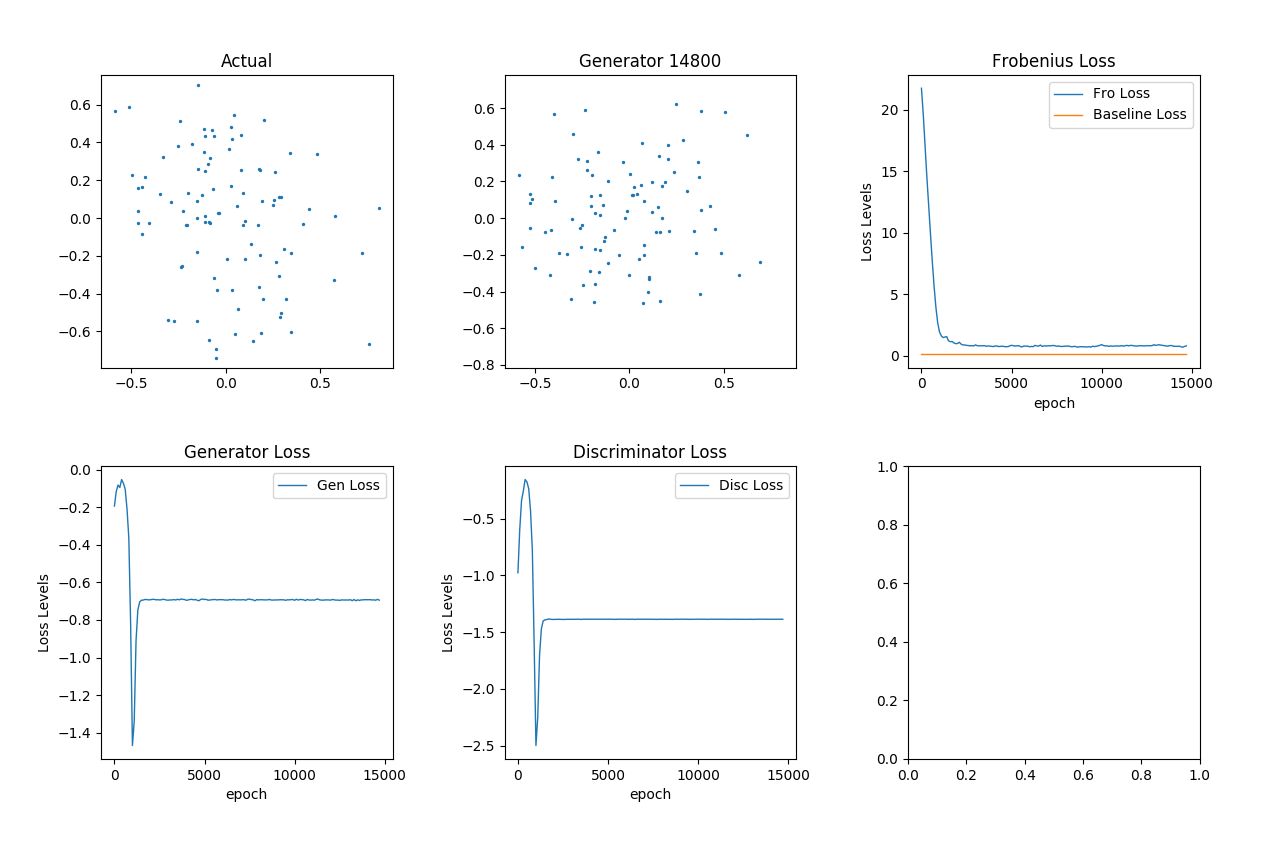 Actual
0.6
0.4
0.2
0.0
−0.2
−0.4
−0.6
−0.5 0.0 0.5
Generator 14800
0.6
0.4
0.2
0.0
−0.2
−0.4
−0.6
−0.8
−0.5 0.0 0.5
Frobenius Loss
Fro Loss
Baseline Loss
Loss Levels
20
15
10
5
0
0 5000 10000 15000
epoch
Generator Loss
Gen Loss
Loss Levels
0.0
−0.2
−0.4
−0.6
−0.8
−1.0
−1.2
−1.4
0 5000 10000 15000
epoch
Discriminator Loss
Disc Loss
Loss Levels
−0.5
−1.0
−1.5
−2.0
−2.5
0 5000 10000 15000
epoch
1.0
0.8
0.6
0.4
0.2
0.0
0.0 0.2 0.4 0.6 0.8 1.0